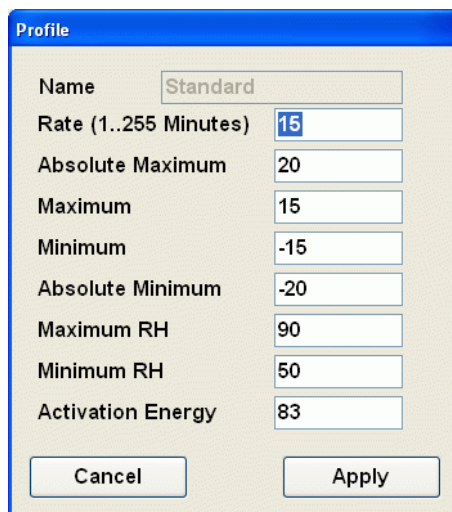 Profile
Name Standard
Rate (1..255 Minutes) 15
Absolute Maximum 20
Maximum 15
Minimum -15
Absolute Minimum -20
Maximum RH 90
Minimum RH 50
Activation Energy 83
Cancel Apply